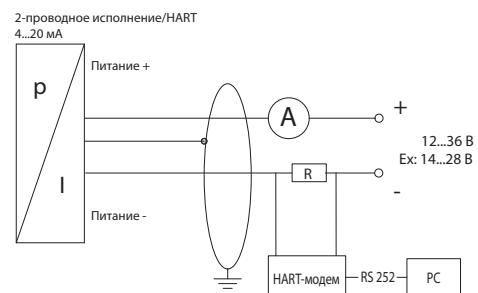 2-проводное исполнение/HART
4...20 мА
Питание +
p
A
+
12...36 В
Ex: 14...28 В
R
I
-
Питание -
HART-модем
RS 252
PC